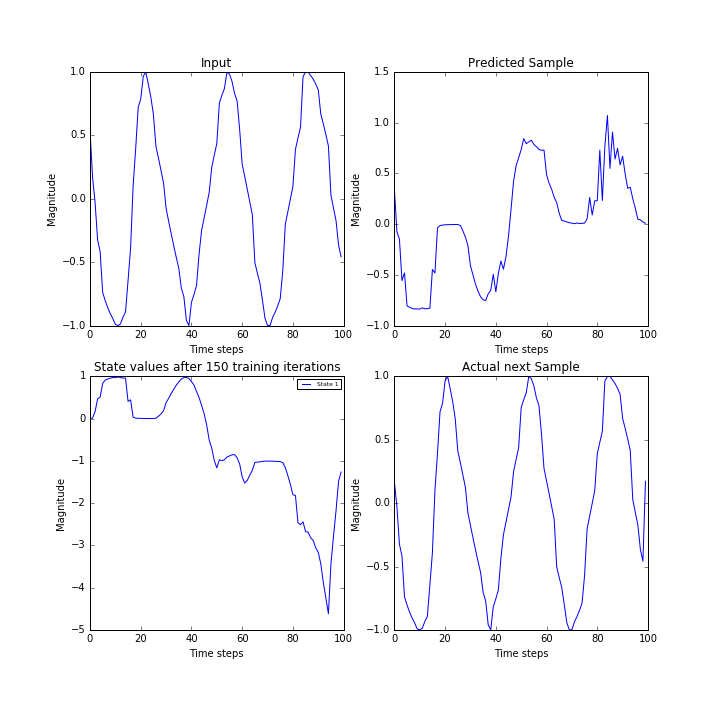 Input
Magnitude
1.0
0.5
0.0
−0.5
−1.0
0 20 40 60 80 100
Time steps
Predicted Sample
Magnitude
1.5
1.0
0.5
0.0
−0.5
−1.0
0 20 40 60 80 100
Time steps
State values after 150 training iterations
Magnitude
1
0
−1
−2
−3
−4
−5
State 1
0 20 40 60 80 100
Time steps
Actual next Sample
Magnitude
1.0
0.5
0.0
−0.5
−1.0
0 20 40 60 80 100
Time steps